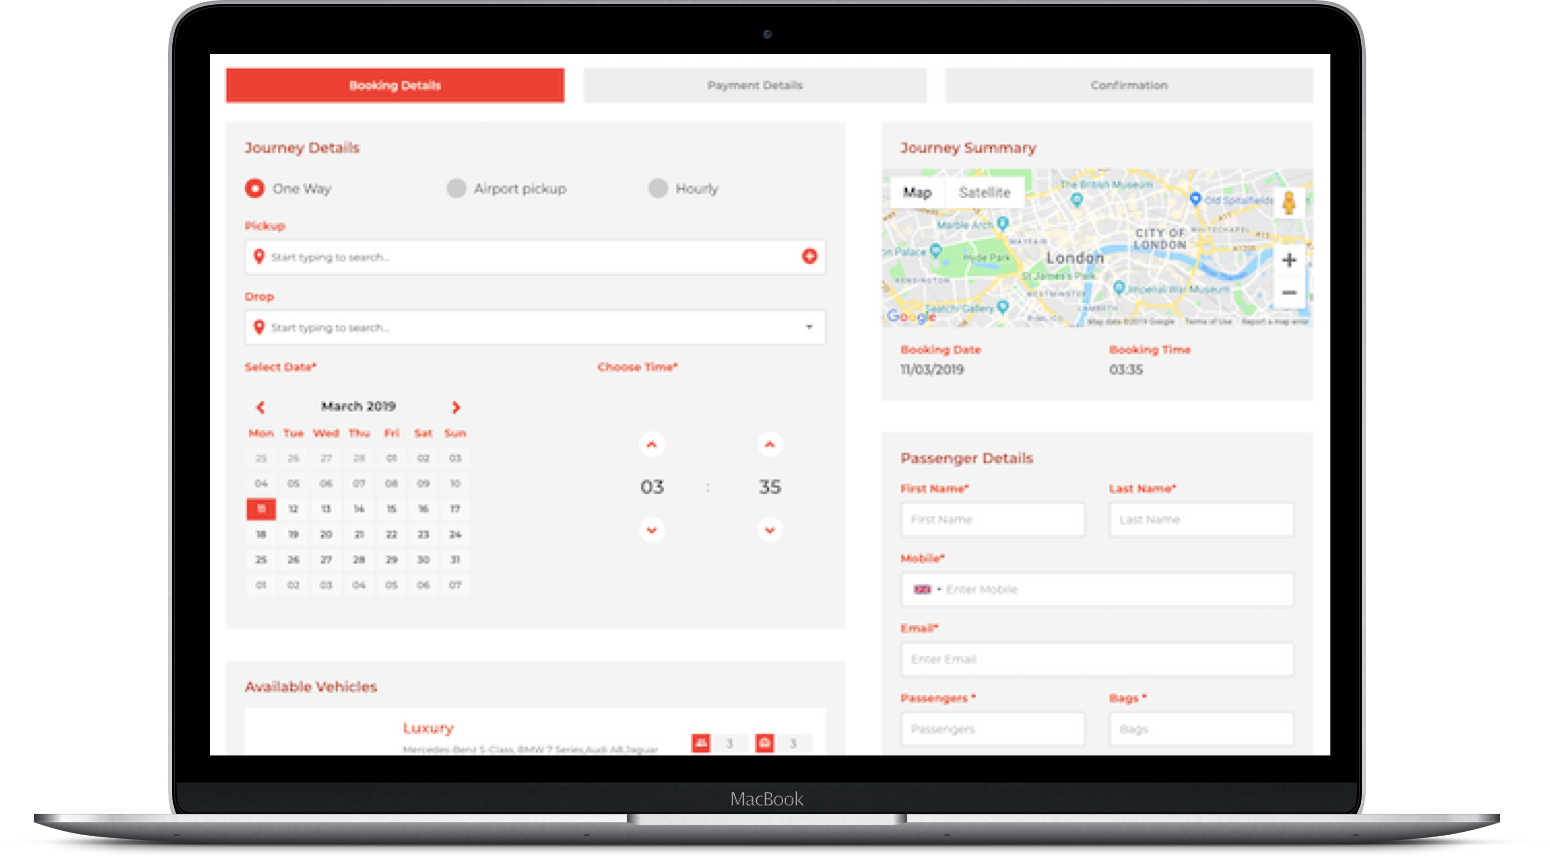 Booking Details
Payment Details
Confirmation
Journey Details
One Way
Airport pickup
Hourly
Pickup
Start typing to search...
Drop
Start typing to search...
Select Date*
Choose Time*
March 2019
Mon Tue Wed Thu Fri Sat Sun
25 26 27 28 01 02 03
04 05 06 07 08 09 10
11 12 13 14 15 16 17
18 19 20 21 22 23 24
25 26 27 28 29 30 31
01 02 03 04 05 06 07
03 : 35
Available Vehicles
Luxury
Mercedes-Benz S-Class, BMW 7 Series,Audi A8,Jaguar
3
3
Journey Summary
Map
Satellite
The British Museum
Old Spitalfields
Marble Arch
CITY OF
LONDON
WHITECHAPEL
A1205
MAYFAIR
on Palace
Hyde Park
London
St James's Park
KENSINGTON
WESTMINSTER
Imperial War Museum
Saatchi Gallery
LAMBETH
PIMLICO
Google
Map data ©2019 Google
Terms of Use
Report a map error
Booking Date
Booking Time
11/03/2019
03:35
Passenger Details
First Name*
Last Name*
First Name
Last Name
Mobile*
Enter Mobile
Email*
Enter Email
Passengers *
Bags *
Passengers
Bags
MacBook